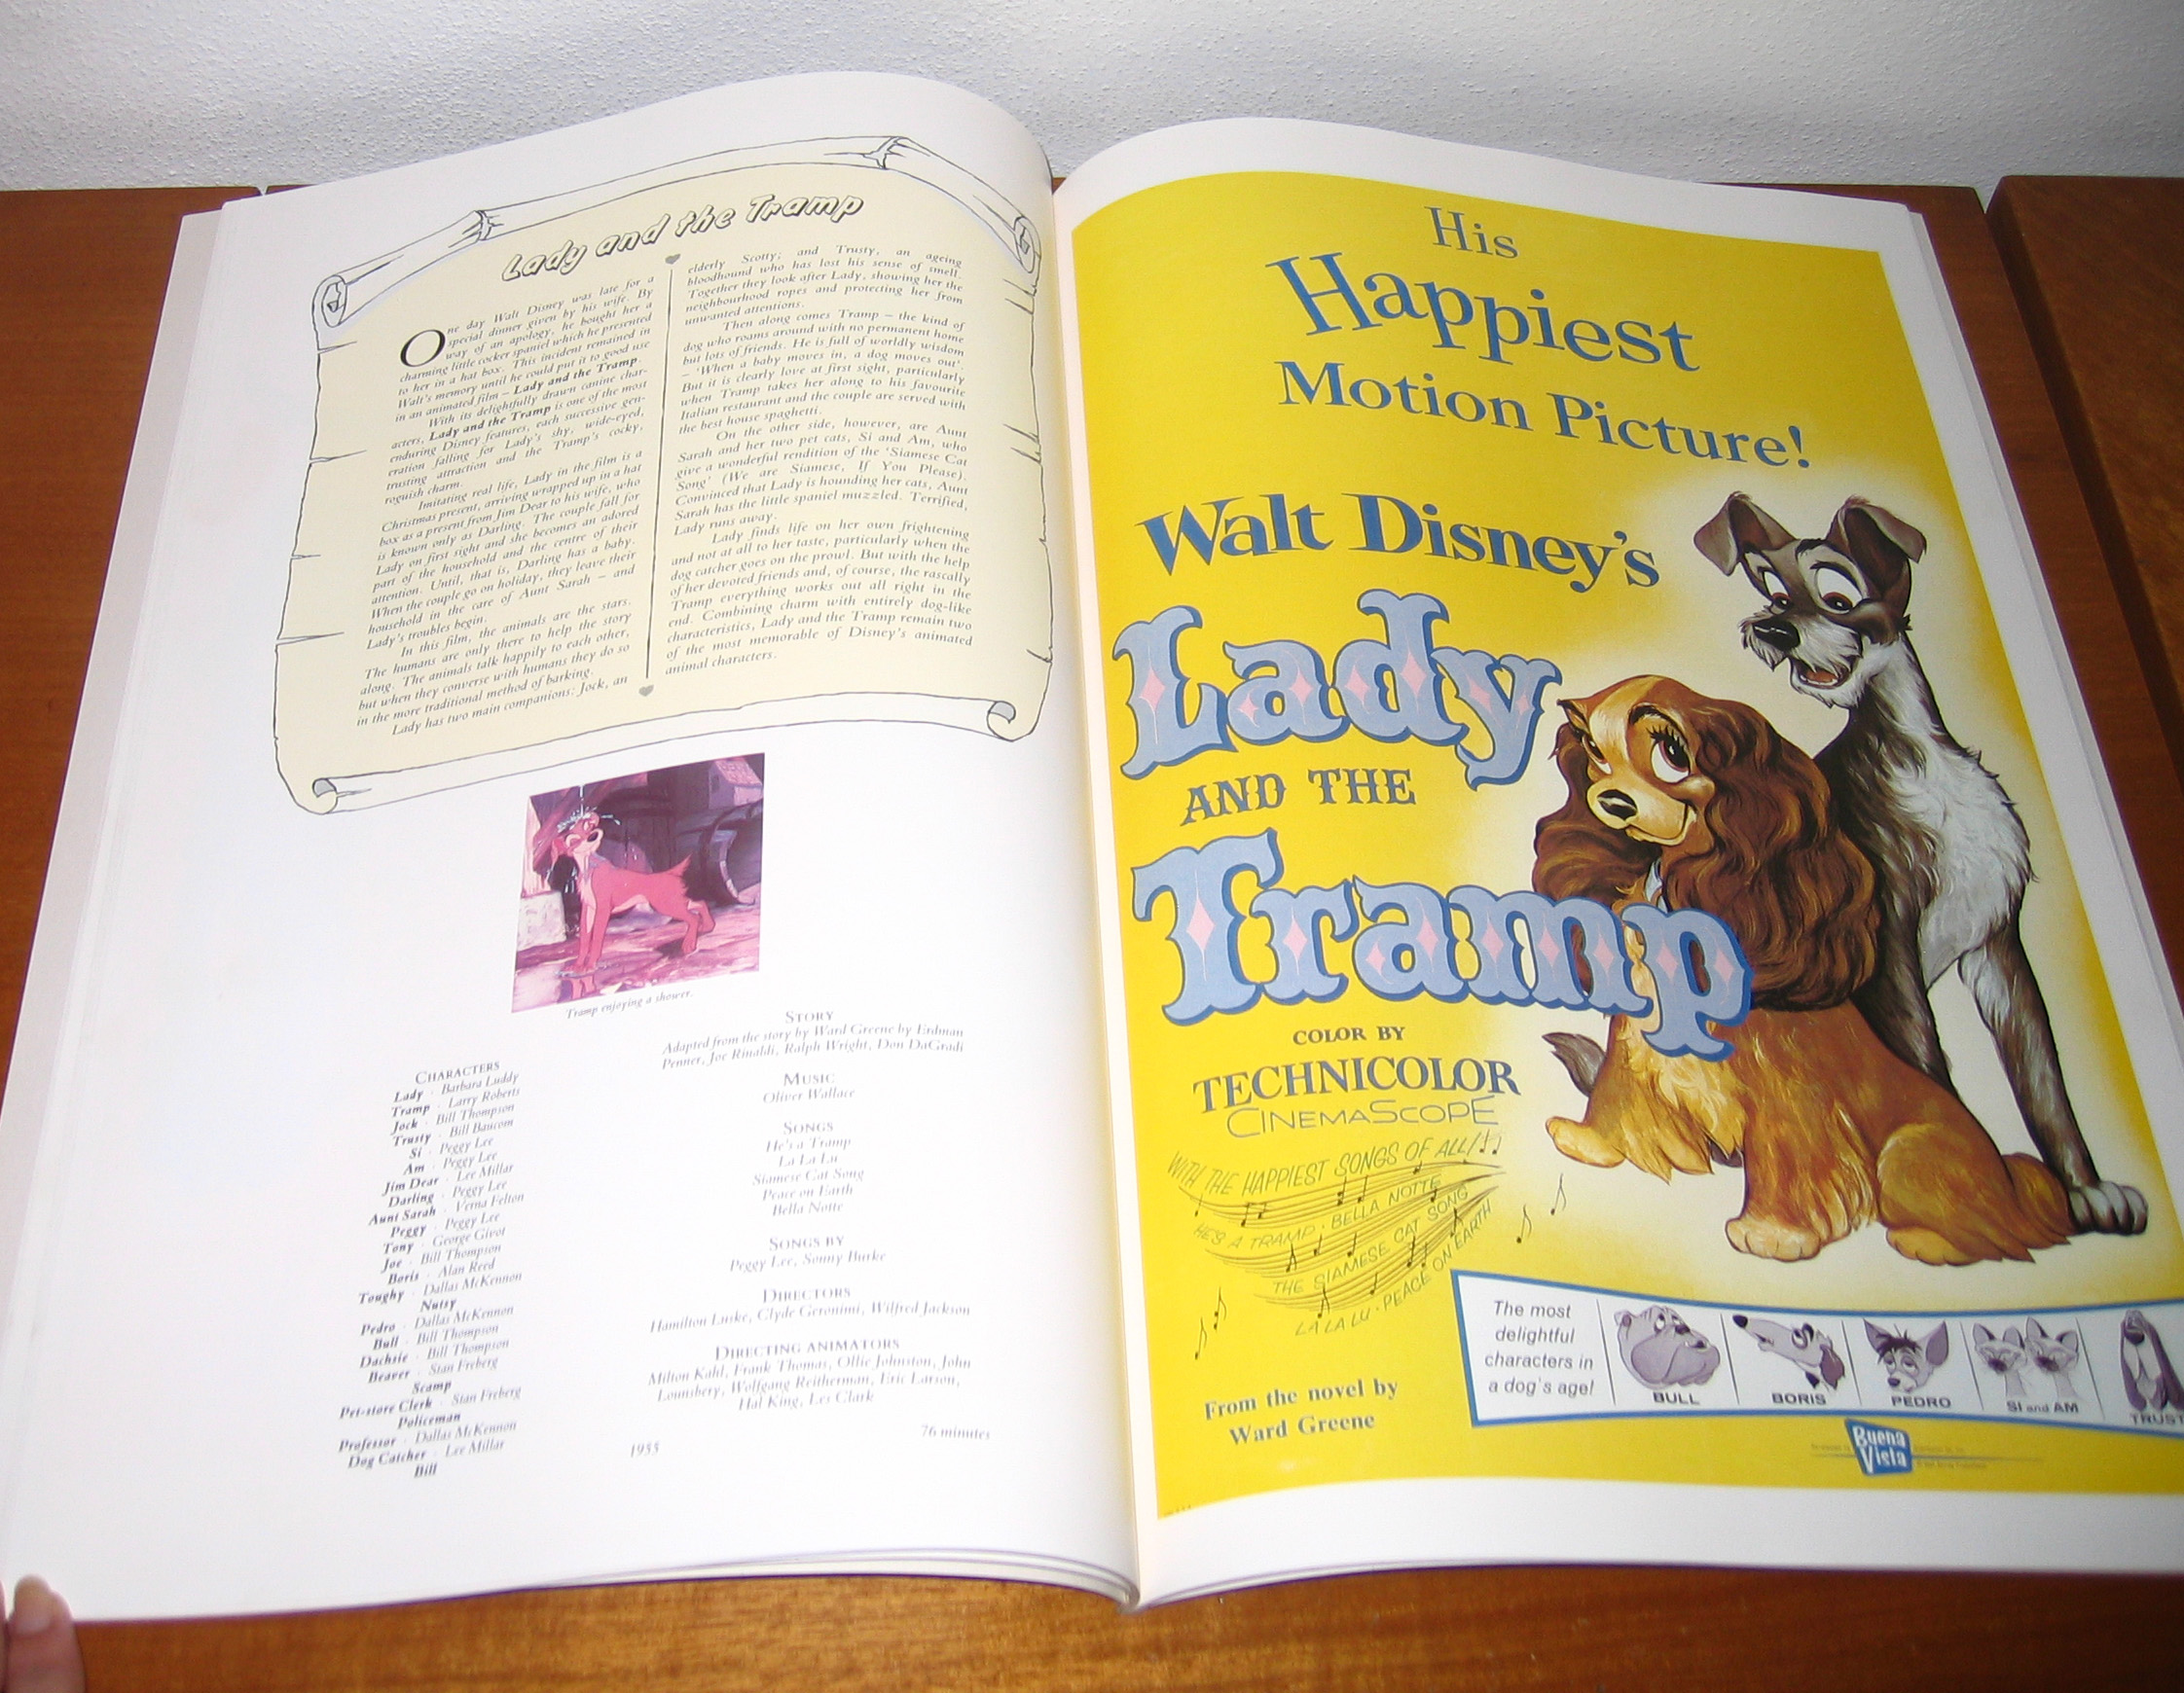 Lady and the Tramp
One day Walt Disney was late for a
special dinner given by his wife. By
way of an apology, he bought her a
charming little cocker spaniel which he presented
to her in a hat box. This incident remained in
Walt's memory until he could put it to good use
in an animated film – Lady and the Tramp.
With its delightfully drawn canine char-
acters, Lady and the Tramp is one of the most
enduring Disney features, each successive gen-
eration falling for Lady's shy, wide-eyed,
trusting attraction and the Tramp's cocky,
roguish charm.
Imitating real life, Lady in the film is a
Christmas present, arriving wrapped up in a hat
box as a present from Jim Dear to his wife, who
is known only as Darling. The couple fall for
Lady on first sight and she becomes an adored
part of the household and the centre of their
attention. Until, that is, Darling has a baby.
When the couple go on holiday, they leave their
household in the care of Aunt Sarah – and
Lady's troubles begin.
In this film, the animals are the stars.
The humans are only there to help the story
along. The animals talk happily to each other,
but when they converse with humans they do so
in the more traditional method of barking.
Lady has two main companions: Jock, an
elderly Scotty; and Trusty, an ageing
bloodhound who has lost his sense of smell.
Together they look after Lady, showing her the
neighbourhood ropes and protecting her from
unwanted attentions.
Then along comes Tramp – the kind of
dog who roams around with no permanent home
but lots of friends. He is full of worldly wisdom
– 'When a baby moves in, a dog moves out'.
But it is clearly love at first sight, particularly
when Tramp takes her along to his favourite
Italian restaurant and the couple are served with
the best house spaghetti.
On the other side, however, are Aunt
Sarah and her two pet cats, Si and Am, who
give a wonderful rendition of the 'Siamese Cat
Song' (We are Siamese, If You Please).
Convinced that Lady is hounding her cats, Aunt
Sarah has the little spaniel muzzled. Terrified,
Lady runs away.
Lady finds life on her own frightening
and not at all to her taste, particularly when the
dog catcher goes on the prowl. But with the help
of her devoted friends and, of course, the rascally
Tramp everything works out all right in the
end. Combining charm with entirely dog-like
characteristics, Lady and the Tramp remain two
of the most memorable of Disney's animated
animal characters.
Tramp enjoying a shower.
CHARACTERS
Lady · Barbara Luddy
Tramp · Larry Roberts
Jock · Bill Thompson
Trusty · Bill Baucom
Si · Peggy Lee
Am · Peggy Lee
Jim Dear · Lee Millar
Darling · Peggy Lee
Aunt Sarah · Verna Felton
Peggy · Peggy Lee
Tony · George Givot
Joe · Bill Thompson
Boris · Alan Reed
Toughy · Dallas McKennon
Nutsy
Pedro · Dallas McKennon
Bull · Bill Thompson
Dachsie · Bill Thompson
Beaver · Stan Freberg
Scamp
Pet-store Clerk · Stan Freberg
Policeman
Professor · Dallas McKennon
Dog Catcher · Lee Millar
Bill
STORY
Adapted from the story by Ward Greene by Erdman
Penner, Joe Rinaldi, Ralph Wright, Don DaGradi
MUSIC
Oliver Wallace
SONGS
He's a Tramp
La La Lu
Siamese Cat Song
Peace on Earth
Bella Notte
SONGS BY
Peggy Lee, Sonny Burke
DIRECTORS
Hamilton Luske, Clyde Geronimi, Wilfred Jackson
DIRECTING ANIMATORS
Milton Kahl, Frank Thomas, Ollie Johnston, John
Lounsbery, Wolfgang Reitherman, Eric Larson,
Hal King, Les Clark
1955
76 minutes
His
Happiest
Motion Picture!
Walt Disney's
Lady
AND THE
Tramp
COLOR BY
TECHNICOLOR
CINEMASCOPE
WITH THE HAPPIEST SONGS OF ALL!
HE'S A TRAMP · BELLA NOTTE
THE SIAMESE CAT SONG
LA LA LU · PEACE ON EARTH
From the novel by
Ward Greene
The most
delightful
characters in
a dog's age!
BULL
BORIS
PEDRO
SI and AM
TRUST
Buena
Vista